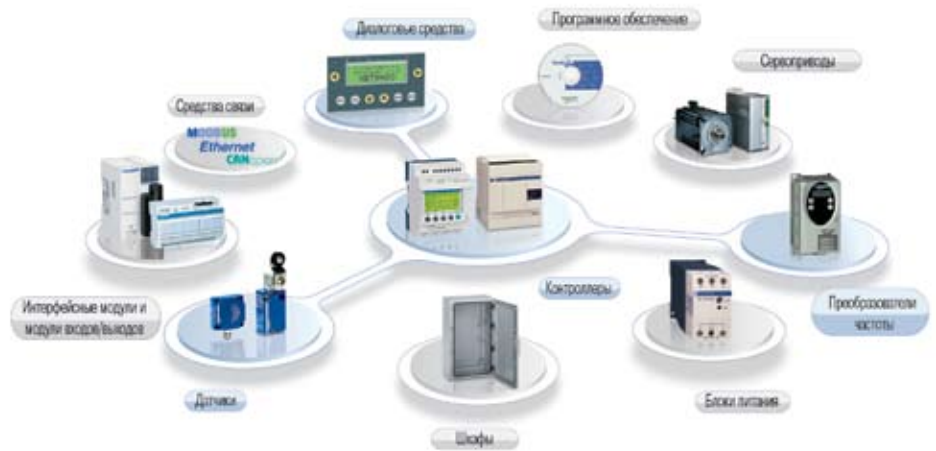 Диалоговые средства
Программное обеспечение
Сервоприводы
Средства связи
MODBUS
Ethernet
CANopen
Контроллеры
Интерфейсные модули и
модули входов/выходов
Преобразователи
частоты
Датчики
Блоки питания
Шкафы